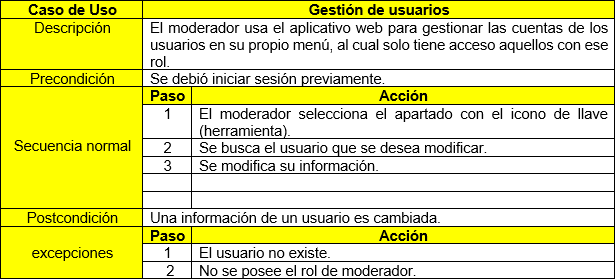 Caso de Uso Gestión de usuarios
Descripción El moderador usa el aplicativo web para gestionar las cuentas de los
usuarios en su propio menú, al cual solo tiene acceso aquellos con ese
rol.
Precondición Se debió iniciar sesión previamente.
Secuencia normal Paso Acción
1 El moderador selecciona el apartado con el icono de llave
(herramienta).
2 Se busca el usuario que se desea modificar.
3 Se modifica su información.
Postcondición Una información de un usuario es cambiada.
excepciones Paso Acción
1 El usuario no existe.
2 No se posee el rol de moderador.